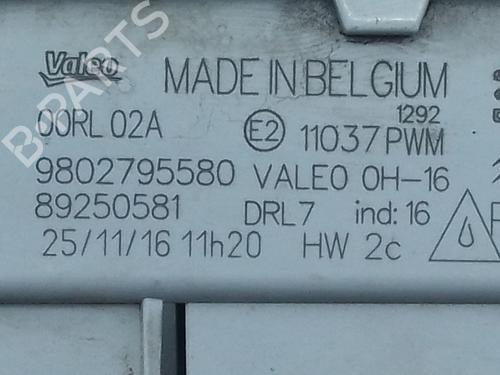 Valeo MADE IN BELGIUM
00RL 02A E2 1292 11037 PWM
9802795580 VALEO 0H-16
89250581 DRL7 ind: 16
25/11/16 11h20 HW 2c
B-PARTS